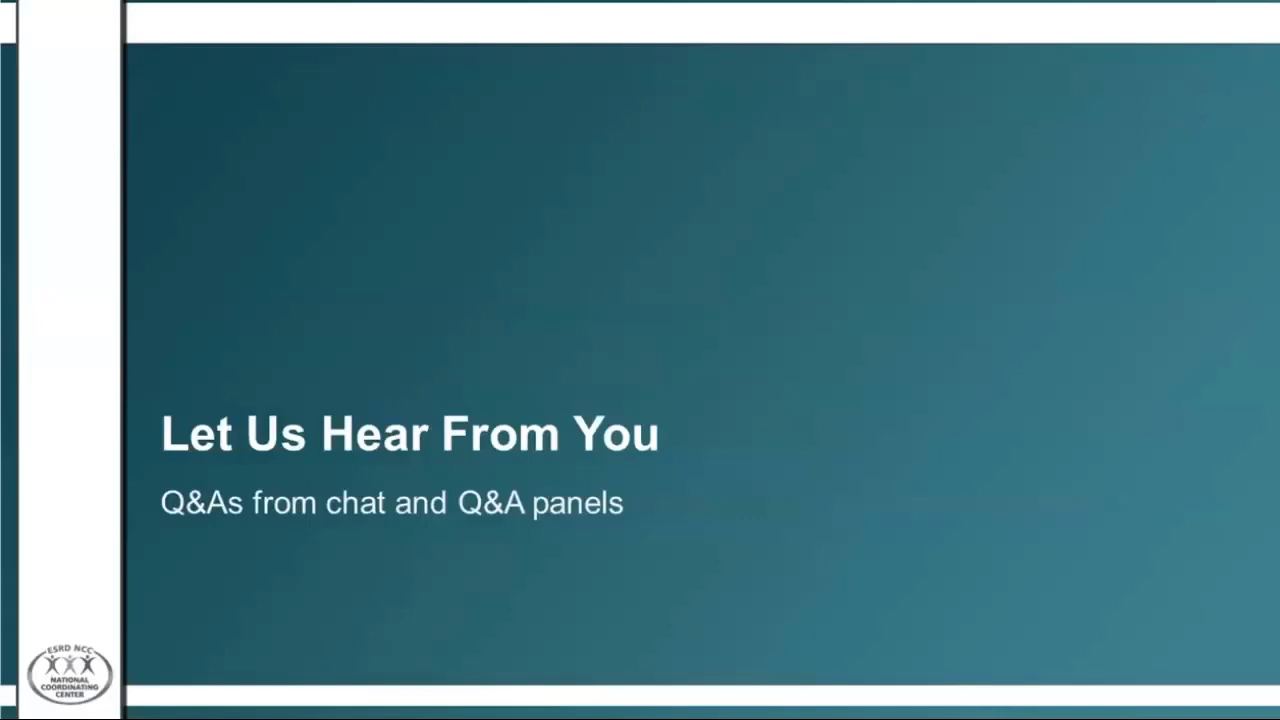 Let Us Hear From You
Q&As from chat and Q&A panels
ESRD NCC
NATIONAL
COORDINATING
CENTER